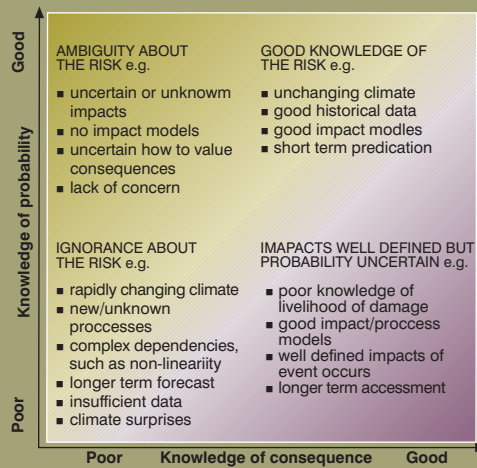 Good
Knowledge of probability
Poor
AMBIGUITY ABOUT
THE RISK e.g.
▪ uncertain or unknowm
impacts
▪ no impact models
▪ uncertain how to value
consequences
▪ lack of concern
GOOD KNOWLEDGE OF
THE RISK e.g.
▪ unchanging climate
▪ good historical data
▪ good impact modles
▪ short term predication
IGNORANCE ABOUT
THE RISK e.g.
▪ rapidly changing climate
▪ new/unknown
proccesses
▪ complex dependencies,
such as non-lineariity
▪ longer term forecast
▪ insufficient data
▪ climate surprises
IMAPACTS WELL DEFINED BUT
PROBABILITY UNCERTAIN e.g.
▪ poor knowledge of
livelihood of damage
▪ good impact/proccess
models
▪ well defined impacts of
event occurs
▪ longer term accessment
Poor Knowledge of consequence Good